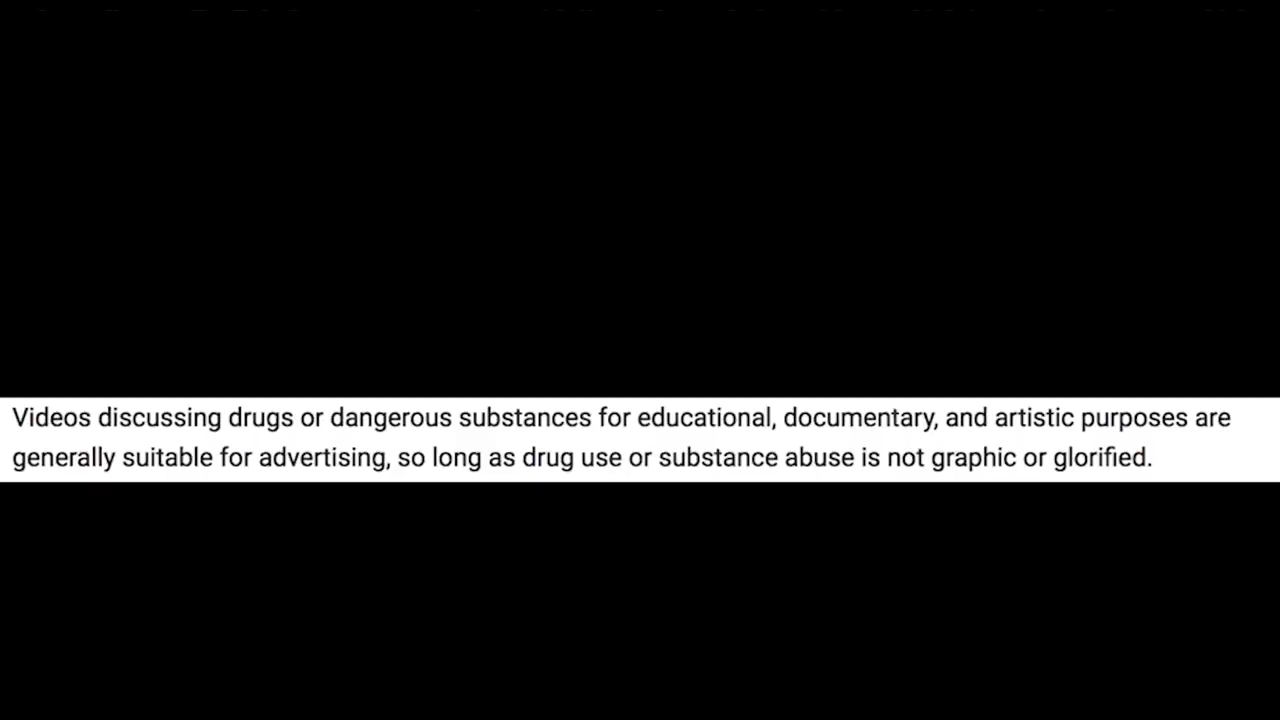 Videos discussing drugs or dangerous substances for educational, documentary, and artistic purposes are
generally suitable for advertising, so long as drug use or substance abuse is not graphic or glorified.